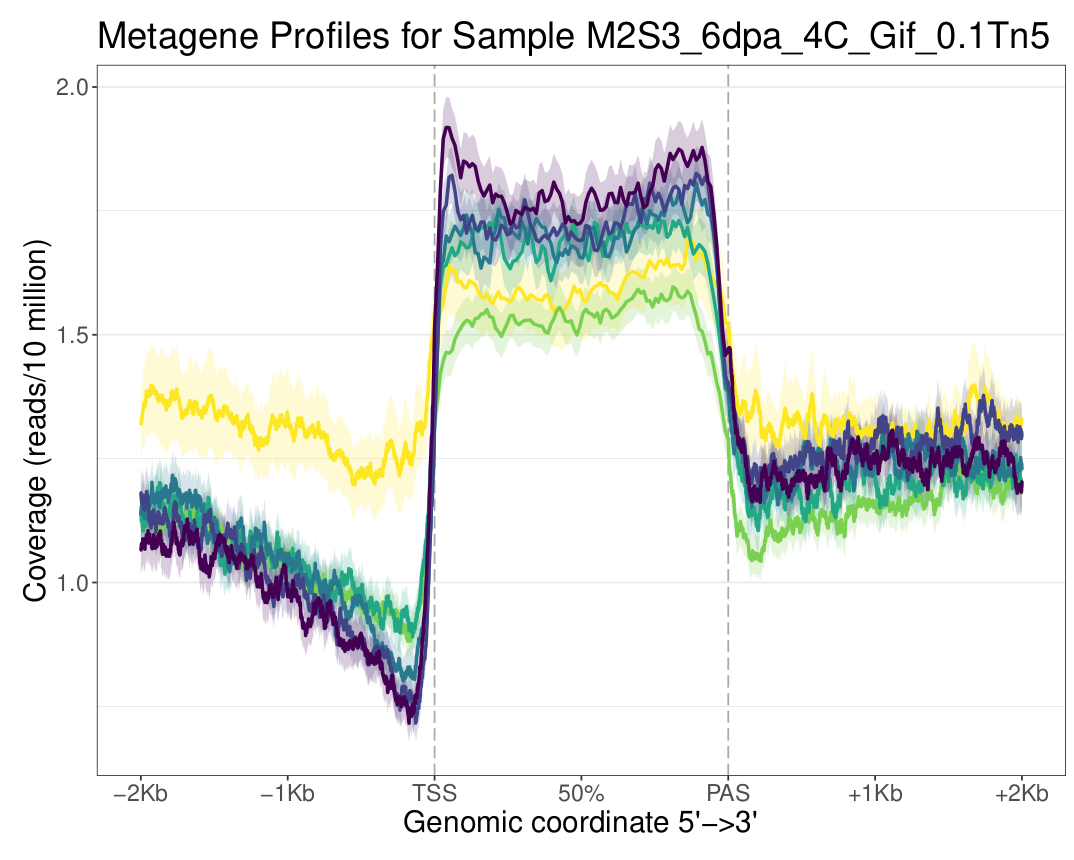 Metagene Profiles for Sample M2S3_6dpa_4C_Gif_0.1Tn5
2.0
1.5
1.0
Coverage (reads/10 million)
−2Kb −1Kb TSS 50% PAS +1Kb +2Kb
Genomic coordinate 5'−>3'